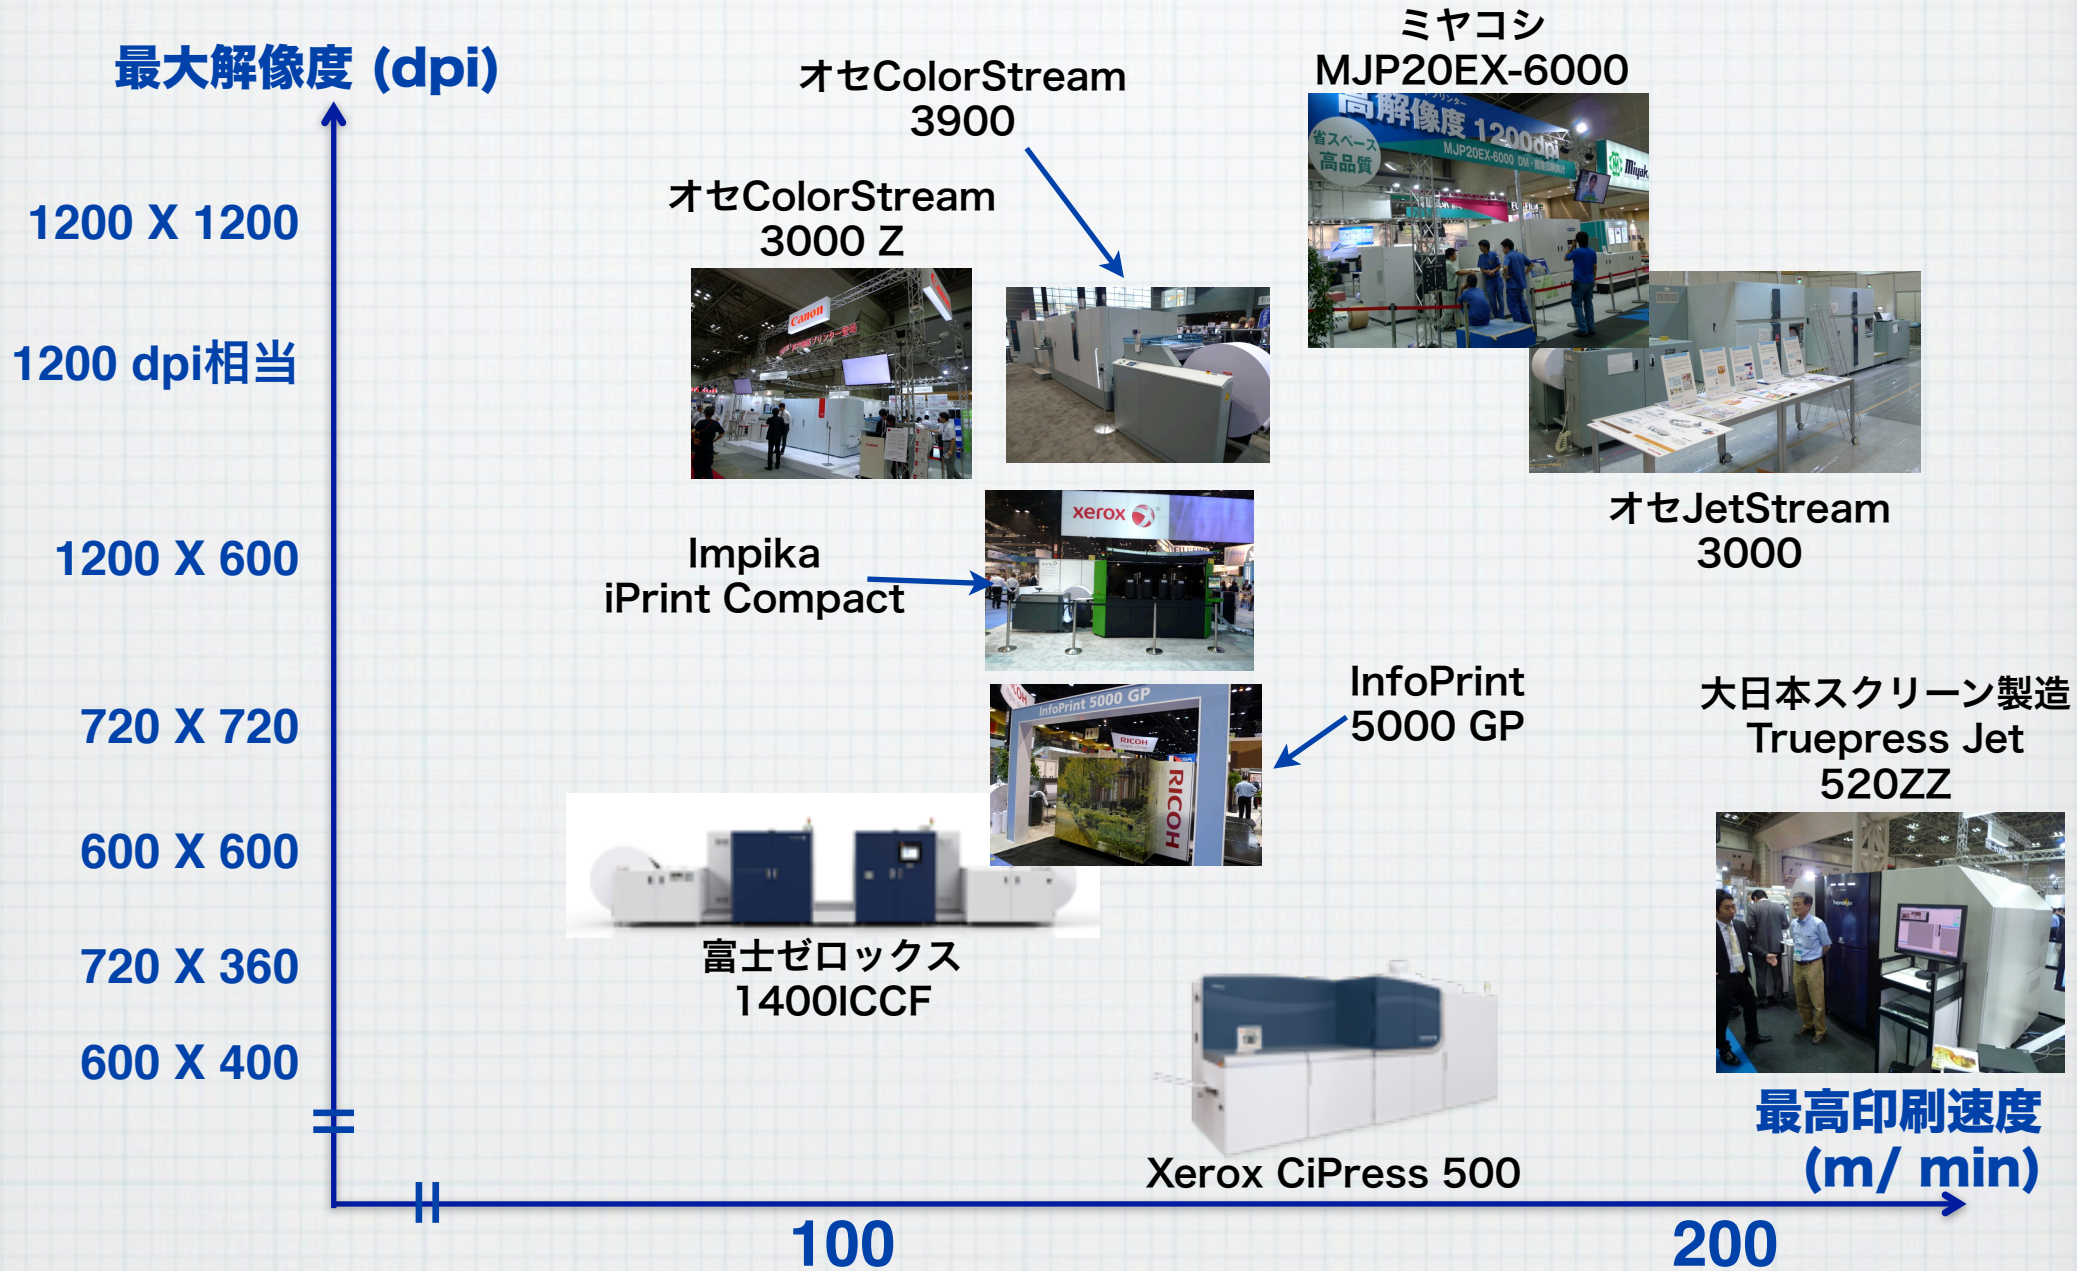 最大解像度 (dpi)
1200 X 1200
1200 dpi相当
1200 X 600
720 X 720
600 X 600
720 X 360
600 X 400
オセColorStream
3900
オセColorStream
3000 Z
Canon
ミヤコシ
MJP20EX-6000
高解像度 1200dpi
省スペース
高品質
MJP20EX-6000
オセJetStream
3000
Impika
iPrint Compact
xerox
InfoPrint
5000 GP
InfoPrint 5000 GP
RICOH
RICOH
大日本スクリーン製造
Truepress Jet
520ZZ
富士ゼロックス
1400ICCF
Xerox CiPress 500
最高印刷速度
(m/ min)
100
200